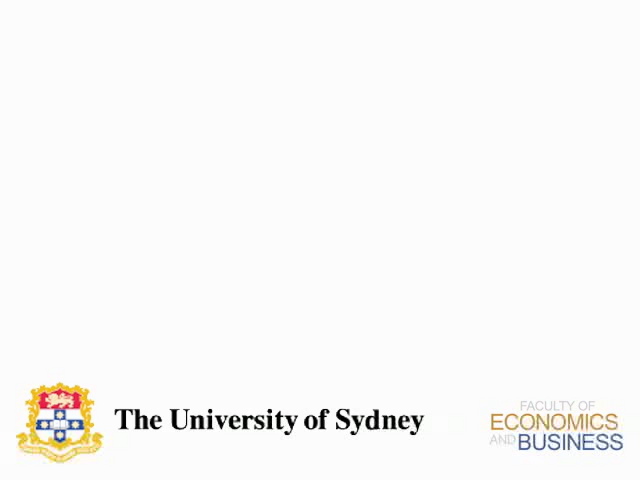 The University of Sydney
FACULTY OF
ECONOMICS
AND BUSINESS